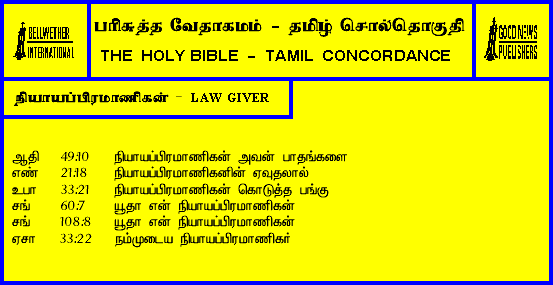 BELLWETHER
INTERNATIONAL
பரிசுத்த வேதாகமம் - தமிழ் சொல்தொகுதி
THE HOLY BIBLE - TAMIL CONCORDANCE
GOOD NEWS
PUBLISHERS
நியாயப்பிரமாணிகன் - LAW GIVER
ஆதி 49:10 நியாயப்பிரமாணிகன் அவன் பாதங்களை
எண் 21:18 நியாயப்பிரமாணிகனின் ஏவுதலால்
உபா 33:21 நியாயப்பிரமாணிகன் கொடுத்த பங்கு
சங் 60:7 யூதா என் நியாயப்பிரமாணிகன்
சங் 108:8 யூதா என் நியாயப்பிரமாணிகன்
ஏசா 33:22 நம்முடைய நியாயப்பிரமாணிகர்